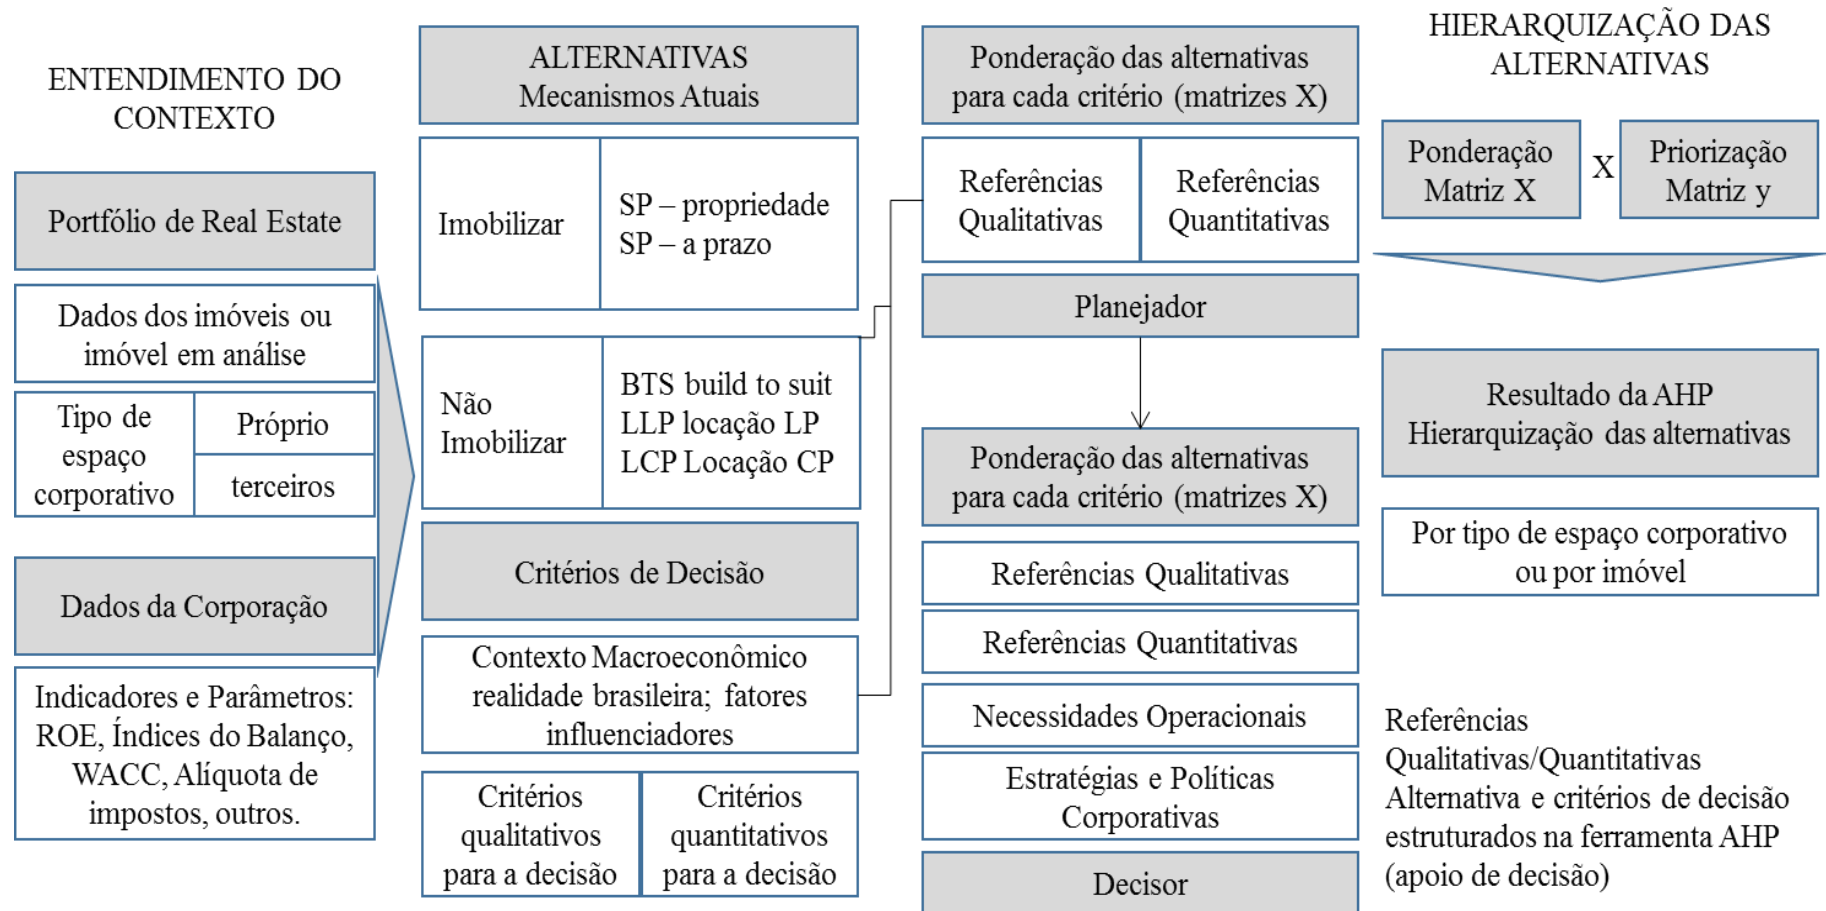 ENTENDIMENTO DO
CONTEXTO
Portfólio de Real Estate
Dados dos imóveis ou
imóvel em análise
Tipo de
espaço
corporativo
Próprio
terceiros
Dados da Corporação
Indicadores e Parâmetros:
ROE, Índices do Balanço,
WACC, Alíquota de
impostos, outros.
ALTERNATIVAS
Mecanismos Atuais
Imobilizar
SP – propriedade
SP – a prazo
Não
Imobilizar
BTS build to suit
LLP locação LP
LCP Locação CP
Critérios de Decisão
Contexto Macroeconômico
realidade brasileira; fatores
influenciadores
Critérios
qualitativos
para a decisão
Critérios
quantitativos
para a decisão
Ponderação das alternativas
para cada critério (matrizes X)
Referências
Qualitativas
Referências
Quantitativas
Planejador
Ponderação das alternativas
para cada critério (matrizes X)
Referências Qualitativas
Referências Quantitativas
Necessidades Operacionais
Estratégias e Políticas
Corporativas
Decisor
HIERARQUIZAÇÃO DAS
ALTERNATIVAS
Ponderação
Matriz X
X
Priorização
Matriz y
Resultado da AHP
Hierarquização das alternativas
Por tipo de espaço corporativo
ou por imóvel
Referências
Qualitativas/Quantitativas
Alternativa e critérios de decisão
estruturados na ferramenta AHP
(apoio de decisão)